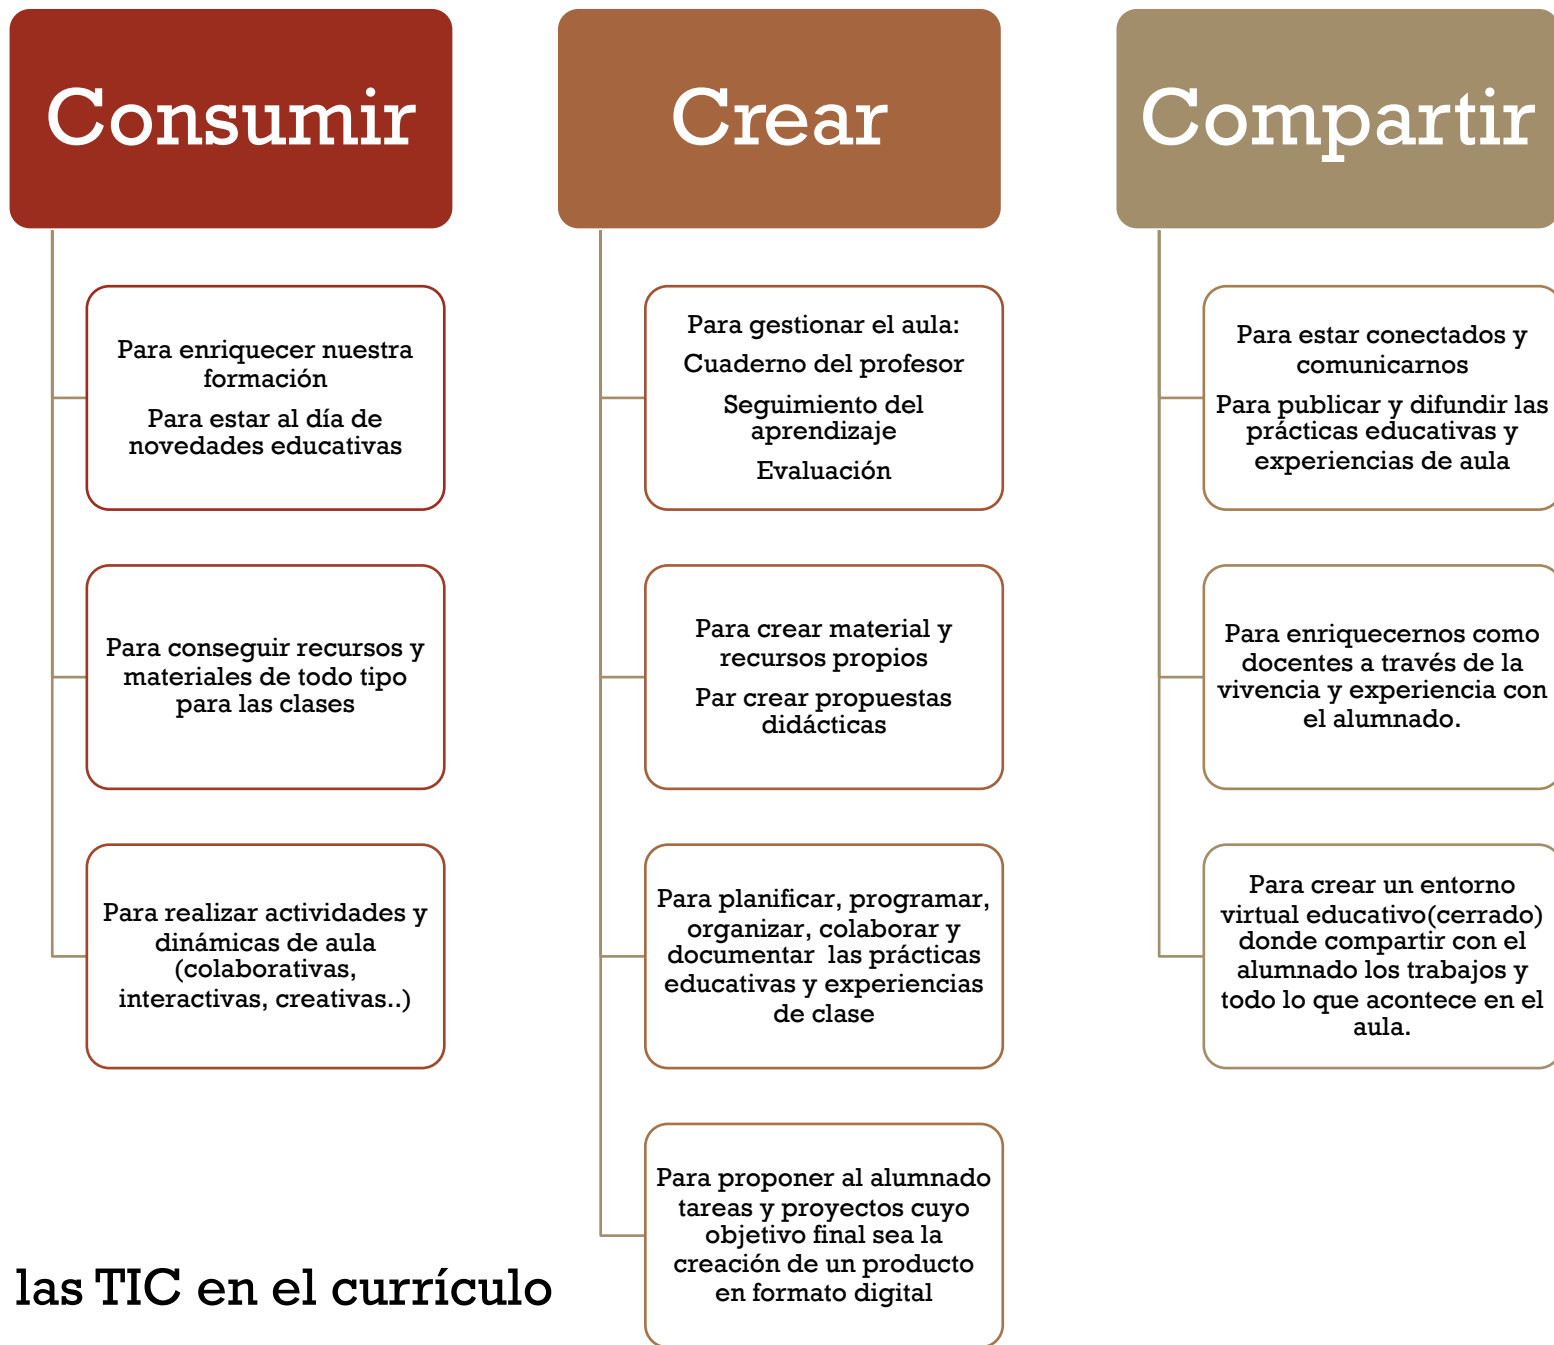 Consumir
Para enriquecer nuestra
formación
Para estar al día de
novedades educativas
Para conseguir recursos y
materiales de todo tipo
para las clases
Para realizar actividades y
dinámicas de aula
(colaborativas,
interactivas, creativas..)
Crear
Para gestionar el aula:
Cuaderno del profesor
Seguimiento del
aprendizaje
Evaluación
Para crear material y
recursos propios
Par crear propuestas
didácticas
Para planificar, programar,
organizar, colaborar y
documentar  las prácticas
educativas y experiencias
de clase
Para proponer al alumnado
tareas y proyectos cuyo
objetivo final sea la
creación de un producto
en formato digital
Compartir
Para estar conectados y
comunicarnos
Para publicar y difundir las
prácticas educativas y
experiencias de aula
Para enriquecernos como
docentes a través de la
vivencia y experiencia con
el alumnado.
Para crear un entorno
virtual educativo(cerrado)
donde compartir con el
alumnado los trabajos y
todo lo que acontece en el
aula.
las TIC en el currículo